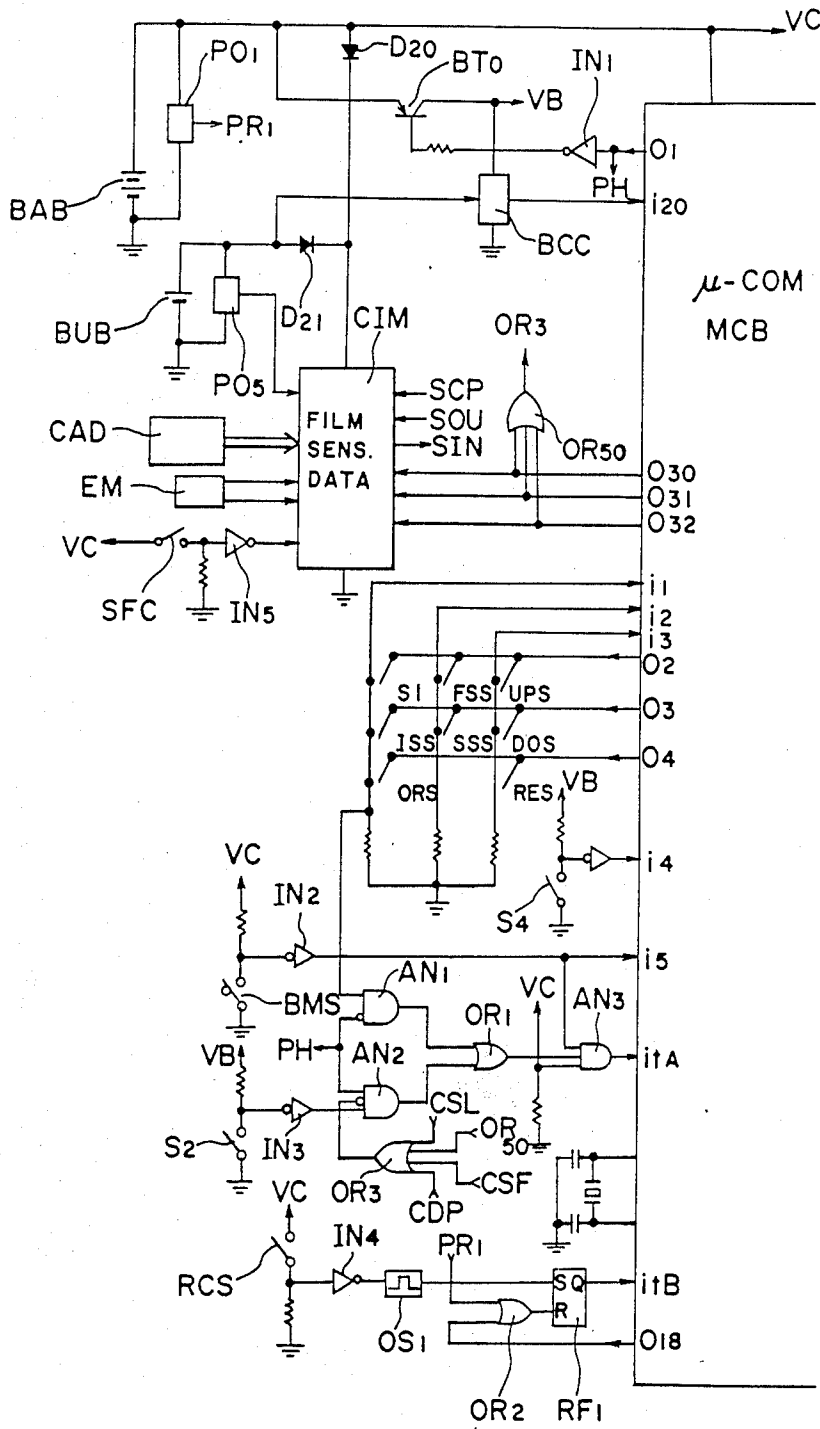 VC
D20
PO1
BT0
IN1
VB
PR1
O1
PH
BAB
i20
BCC
μ-COM
MCB
D21
CIM
OR3
BUB
PO5
SCP
FILM
SOU
CAD
SENS.
SIN
OR50
EM
DATA
O30
O31
O32
VC
SFC
IN5
i1
i2
i3
O2
S1 FSS UPS
O3
ISS SSS DOS
O4
ORS RES
VB
VC
i4
IN2
S4
i5
AN1
BMS
VC
AN3
OR1
PH
VB
AN2
itA
CSL
S2
IN3
OR
50
OR3
CSF
CDP
VC
PR1
IN4
RCS
S Q
itB
R
OS1
O18
OR2
RF1